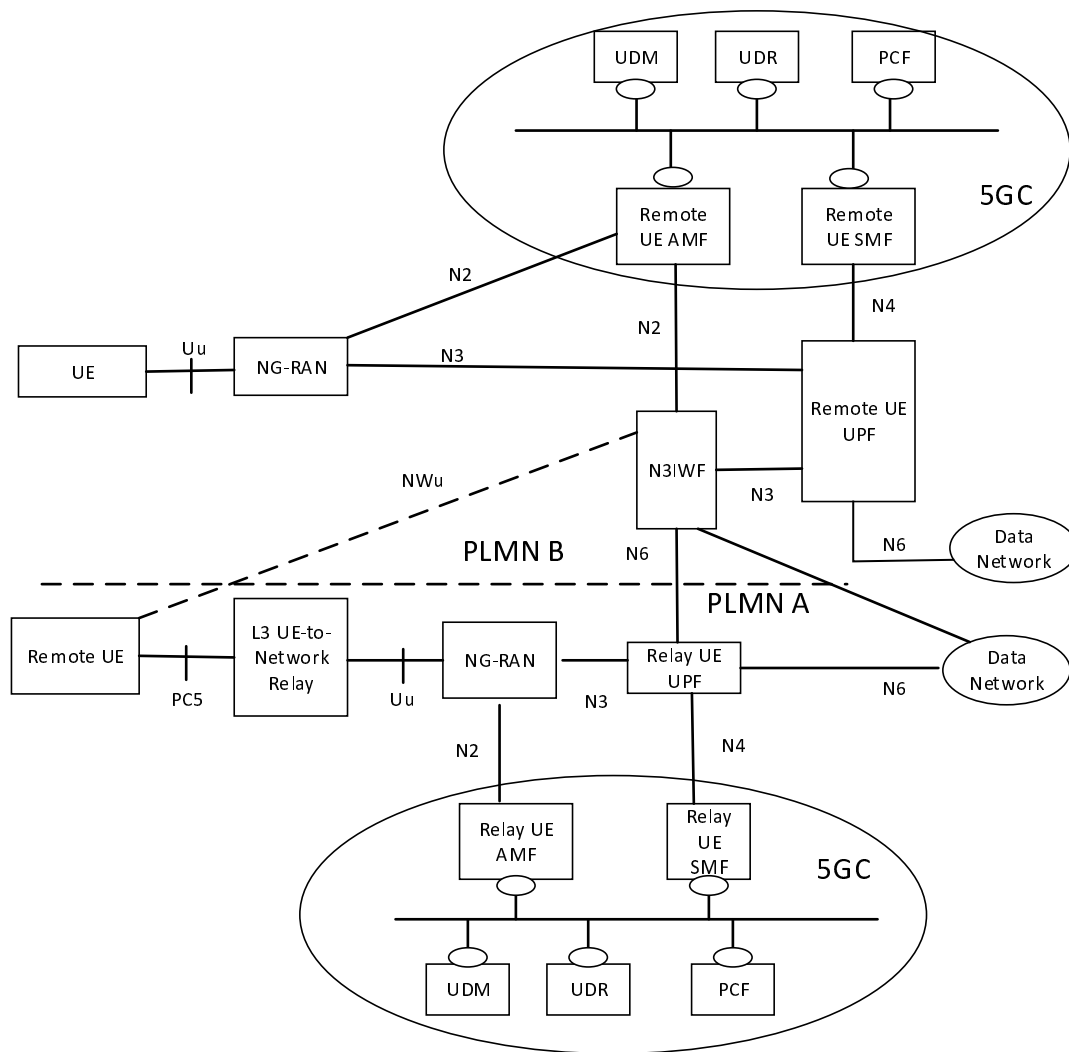 UDM
UDR
PCF
5GC
Remote
UE AMF
Remote
UE SMF
N2
N4
N2
Uu
UE
NG-RAN
N3
Remote UE
UPF
N3IWF
NWu
N3
N6
Data
Network
PLMN B
N6
PLMN A
Remote UE
L3 UE-to-
Network
Relay
NG-RAN
Relay UE
UPF
Data
Network
PC5
Uu
N3
N6
N2
N4
Relay UE
AMF
Relay
UE
SMF
5GC
UDM
UDR
PCF